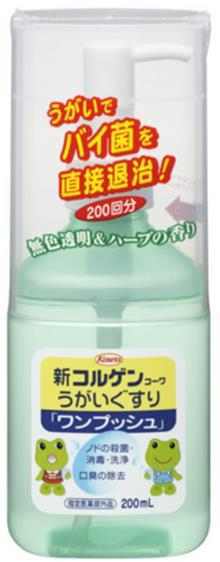 うがいで
バイ菌を
直接退治!
200回分
無色透明&ハーブの香り
Kowa
新コルゲンコーワ
うがいぐすり
「ワンプッシュ」
ノドの殺菌・
消毒・洗浄
口臭の除去
指定医薬部外品
200mL